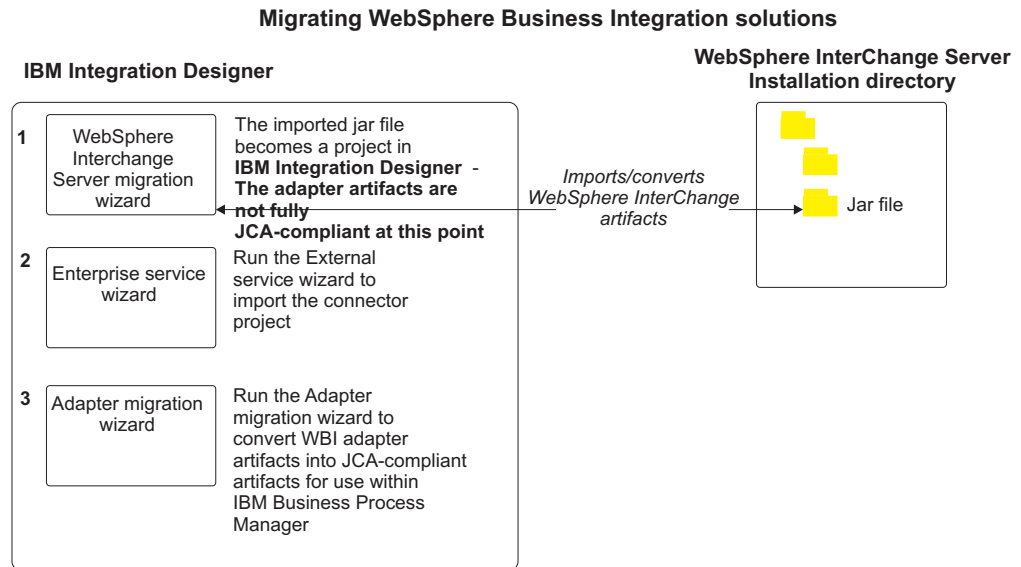 Migrating WebSphere Business Integration solutions
IBM Integration Designer
WebSphere InterChange Server
Installation directory
1
WebSphere
Interchange
Server migration
wizard
The imported jar file
becomes a project in
IBM Integration Designer -
The adapter artifacts are
not fully
JCA-compliant at this point
Imports/converts
WebSphere InterChange
artifacts
Jar file
2
Enterprise service
wizard
Run the External
service wizard to
import the connector
project
3
Adapter migration
wizard
Run the Adapter
migration wizard to
convert WBI adapter
artifacts into JCA-compliant
artifacts for use within
IBM Business Process
Manager